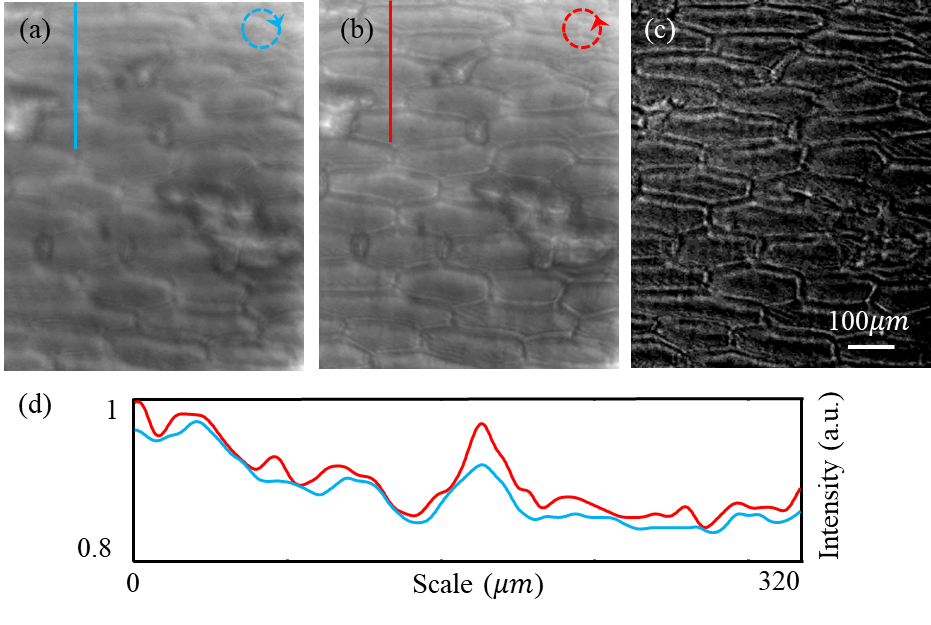 (a)
(b)
(c)
100μm
(d)
1
0.8
0
Scale (μm)
320
Intensity (a.u.)